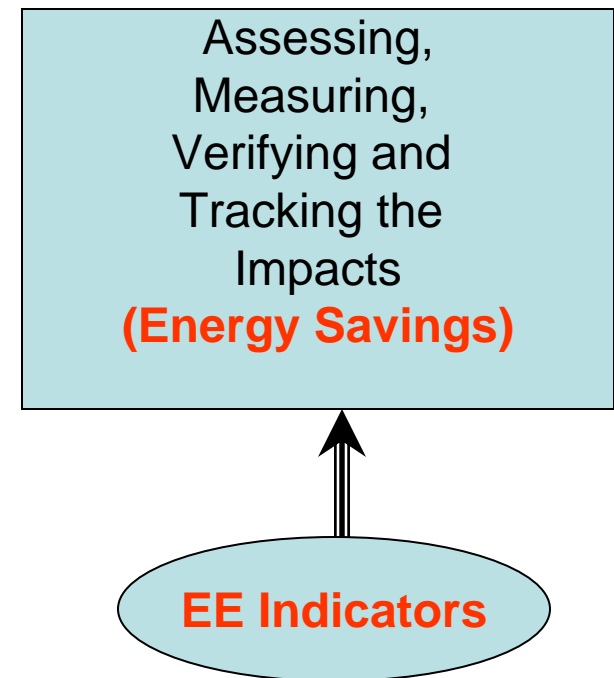 Assessing,
Measuring,
Verifying and
Tracking the
Impacts
(Energy Savings)
EE Indicators